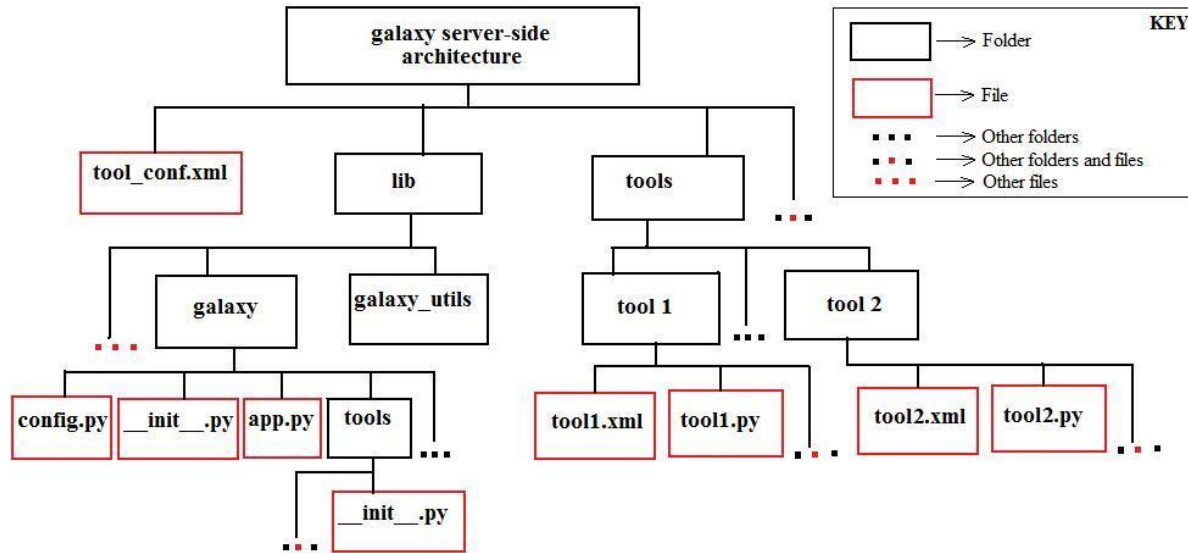 galaxy server-side
architecture
KEY
Folder
File
Other folders
Other folders and files
Other files
tool_conf.xml
lib
tools
galaxy
galaxy_utils
tool 1
tool 2
config.py
__init__.py
app.py
tools
tool1.xml
tool1.py
tool2.xml
tool2.py
__init__.py